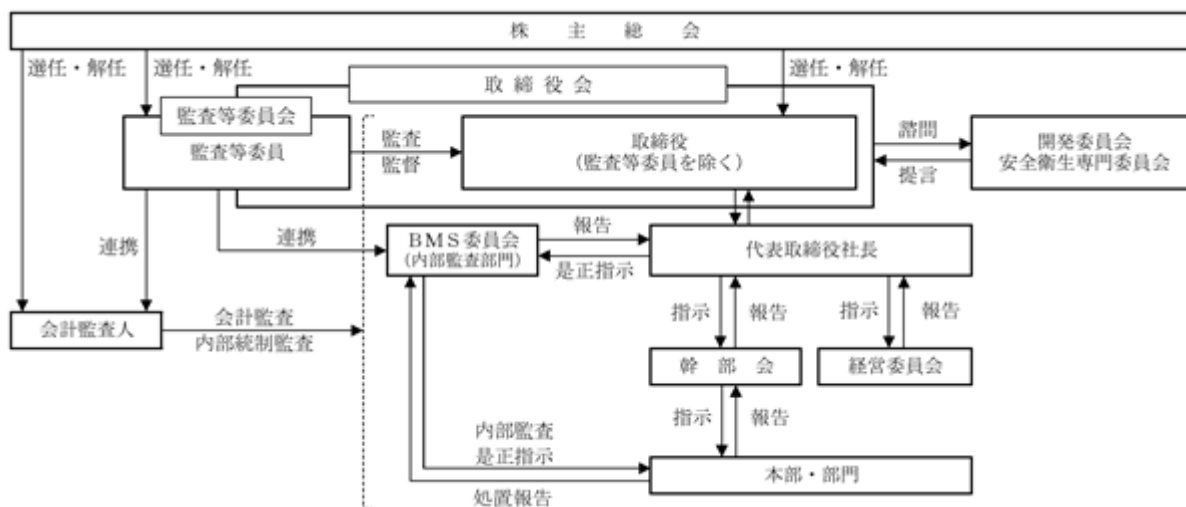 株主総会
選任・解任
選任・解任
選任・解任
取締役会
監査等委員会
監査等委員
監査
監督
取締役
(監査等委員を除く)
諮問
提言
開発委員会
安全衛生専門委員会
連携
連携
BMS委員会
(内部監査部門)
報告
是正指示
代表取締役社長
会計監査人
会計監査
内部統制監査
指示
報告
指示
報告
幹部会
経営委員会
指示
報告
内部監査
是正指示
処置報告
本部・部門